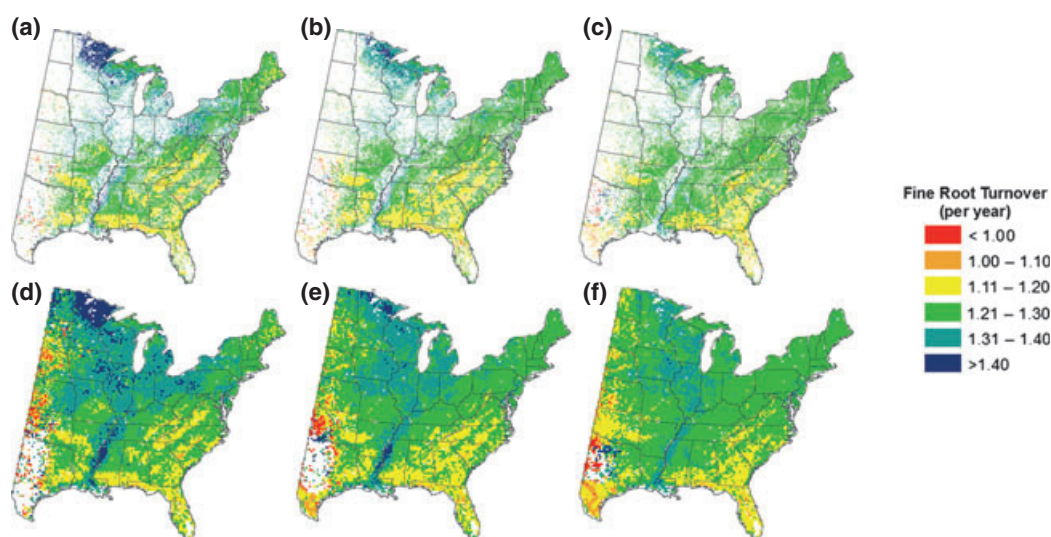 (a)
(b)
(c)
Fine Root Turnover
(per year)
< 1.00
1.00 – 1.10
1.11 – 1.20
1.21 – 1.30
1.31 – 1.40
>1.40
(d)
(e)
(f)